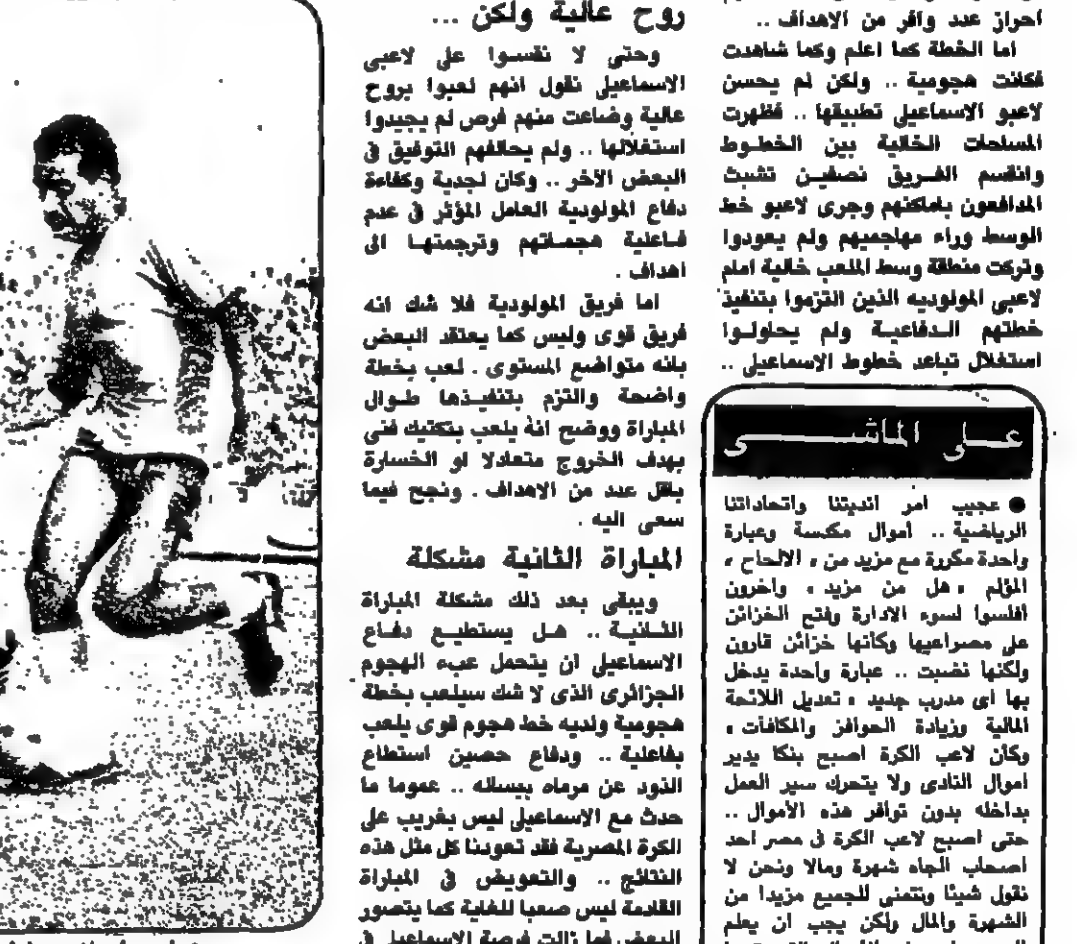 احراز عدد وافر من الاهداف ..
اما الخطة كما اعلم وكما شاهدت
فكانت هجومية .. ولكن لم يحسن
لاعبو الاسماعيلى تطبيقها .. فظهرت
المساحات الخالية بين الخطوط
وانقسم الفريق نصفين تشبث
المدافعون باماكنهم وجرى لاعبو خط
الوسط وراء مهاجميهم ولم يعودوا
وتركت منطقة وسط الملعب خالية امام
لاعبى المولوديه الذين التزموا بتنفيذ
خطتهم الدفاعية ولم يحاولوا
استغلال تباعد خطوط الاسماعيلى ..
على الماشى
● عجيب امر انديتنا واتحاداتنا
الرياضية .. اموال مكدسة وعبارة
واحدة مكررة مع مزيد من « الالحاح »
المؤلم « هل من مزيد » وآخرون
أفلسوا لسوء الادارة وفتح الخزائن
على مصراعيها وكأنها خزائن قارون
ولكنها نضبت .. عبارة واحدة يدخل
بها اى مدرب جديد « تعديل اللائحة
المالية وزيادة الحوافز والمكافآت »
وكأن لاعب الكرة اصبح بنكا يدير
اموال النادى ولا يتحرك سير العمل
بداخله بدون توافر هذه الأموال ..
حتى اصبح لاعب الكرة فى مصر احد
اصحاب الجاه شهرة ومالا ونحن لا
نقول شيئا ونتمنى للجميع مزيدا من
الشهرة والمال ولكن يجب ان يعلم
روح عالية ولكن ...
وحتى لا نقسوا على لاعبى
الاسماعيلى نقول انهم لعبوا بروح
عالية وضاعت منهم فرص لم يجيدوا
استغلالها .. ولم يحالفهم التوفيق فى
البعض الآخر .. وكان لجدية وكفاءة
دفاع المولودية العامل المؤثر فى عدم
فاعلية هجماتهم وترجمتها الى
اهداف .
اما فريق المولودية فلا شك انه
فريق قوى وليس كما يعتقد البعض
بانه متواضع المستوى . لعب بخطة
واضحة والتزم بتنفيذها طوال
المباراة ووضح انه يلعب بتكتيك فنى
بهدف الخروج متعادلا او الخسارة
باقل عدد من الاهداف . ونجح فيما
سعى اليه .
المباراة الثانية مشكلة
ويبقى بعد ذلك مشكلة المباراة
الثانية .. هل يستطيع دفاع
الاسماعيلى ان يتحمل عبء الهجوم
الجزائرى الذى لا شك سيلعب بخطة
هجومية ولديه خط هجوم قوى يلعب
بفاعلية .. ودفاع حصين استطاع
الذود عن مرماه ببسالة .. عموما ما
حدث مع الاسماعيلى ليس بغريب على
الكرة المصرية فقد تعودنا كل مثل هذه
النتائج .. والتعويض فى المباراة
القادمة ليس صعبا للغاية كما يتصور
البعض فما زالت فرصة الاسماعيلى فى